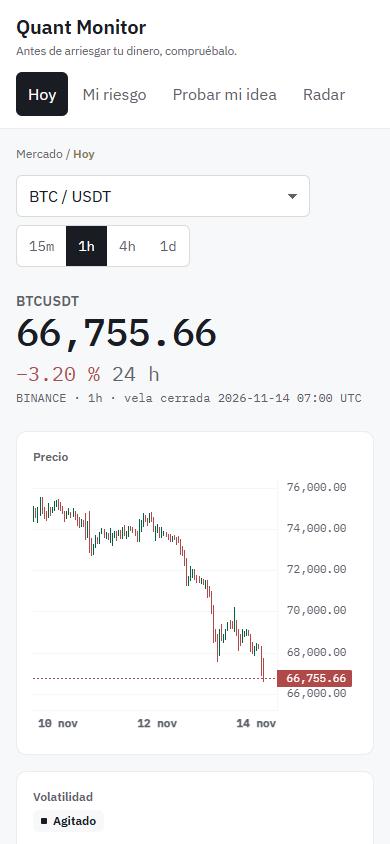 Quant Monitor
Antes de arriesgar tu dinero, compruébalo.
Hoy Mi riesgo Probar mi idea Radar
Mercado / Hoy
BTC / USDT
15m 1h 4h 1d
BTCUSDT
66,755.66
−3.20 % 24 h
BINANCE · 1h · vela cerrada 2026-11-14 07:00 UTC
Precio
76,000.00
74,000.00
72,000.00
70,000.00
68,000.00
66,755.66
66,000.00
10 nov 12 nov 14 nov
Volatilidad
Agitado